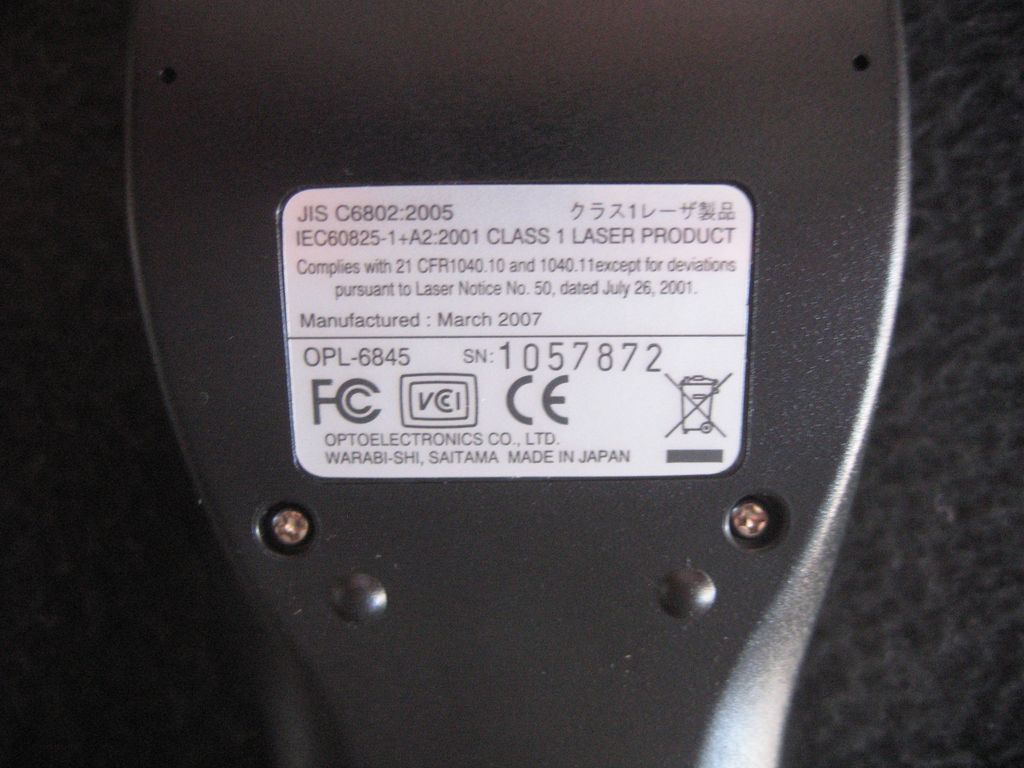 JIS C6802:2005 クラス1レーザ製品
IEC60825-1+A2:2001 CLASS 1 LASER PRODUCT
Complies with 21 CFR1040.10 and 1040.11except for deviations
pursuant to Laser Notice No. 50, dated July 26, 2001.
Manufactured : March 2007
OPL-6845 SN: 1057872
FC VCI CE
OPTOELECTRONICS CO., LTD.
WARABI-SHI, SAITAMA MADE IN JAPAN